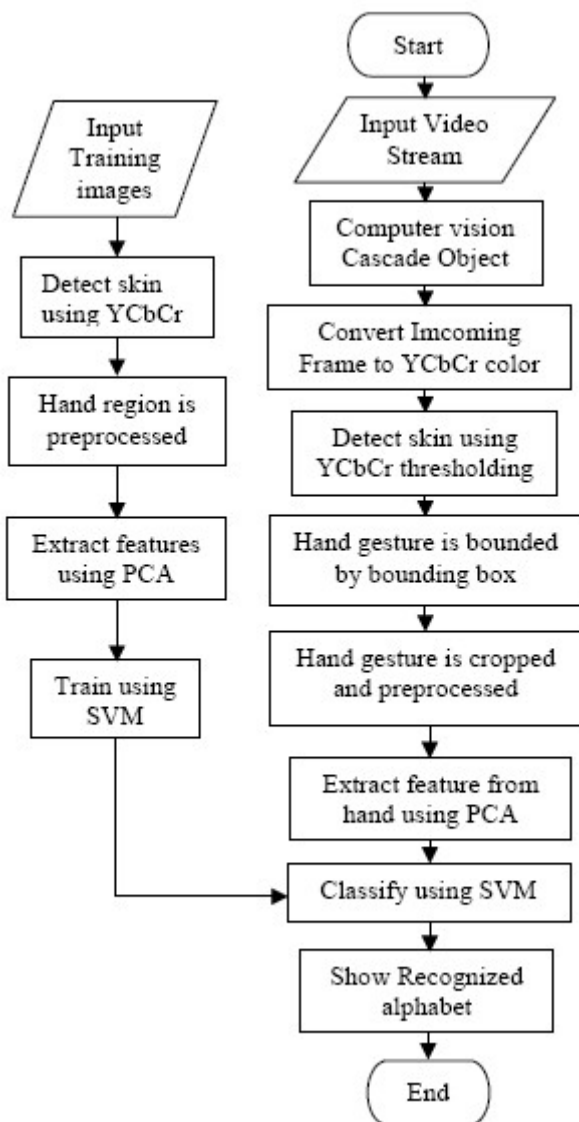 Start
Input
Training
images
Input Video
Stream
Computer vision
Cascade Object
Detect skin
using YCbCr
Convert Imcoming
Frame to YCbCr color
Hand region is
preprocessed
Detect skin using
YCbCr thresholding
Extract features
using PCA
Hand gesture is bounded
by bounding box
Train using
SVM
Hand gesture is cropped
and preprocessed
Extract feature from
hand using PCA
Classify using SVM
Show Recognized
alphabet
End